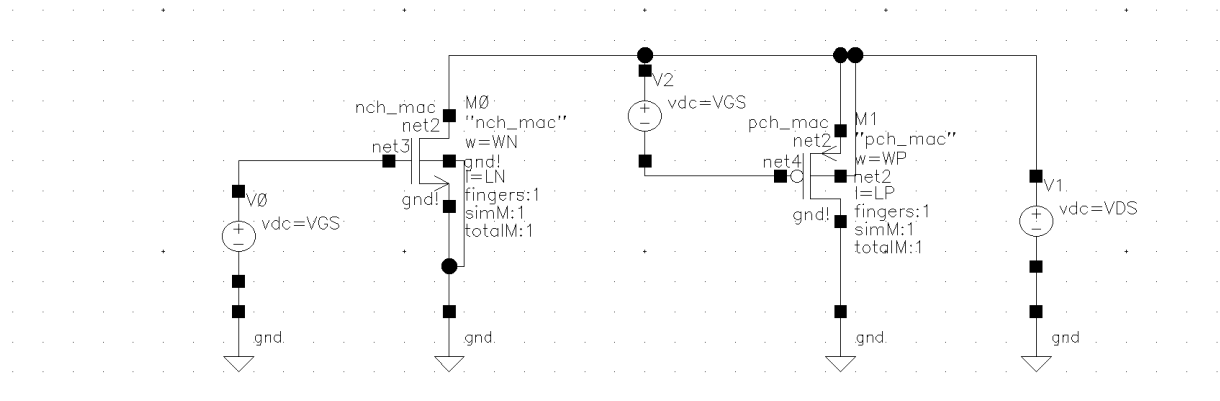 V2
vdc=VGS
nch_mac
MØ
"nch_mac"
net2
w=WN
net3
gnd!
l=LN
gnd!
fingers:1
simM:1
totalM:1
VØ
vdc=VGS
gnd
gnd
pch_mac
M1
"pch_mac"
net2
w=WP
net4
net2
l=LP
gnd!
fingers:1
simM:1
totalM:1
gnd
V1
vdc=VDS
gnd